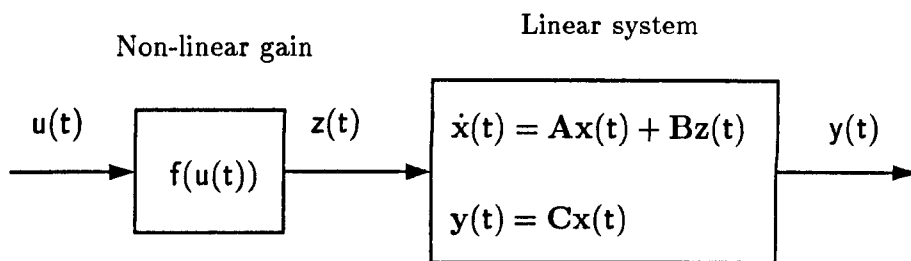 Non-linear gain
Linear system
u(t)
f(u(t))
z(t)
ẋ(t) = Ax(t) + Bz(t)
y(t) = Cx(t)
y(t)